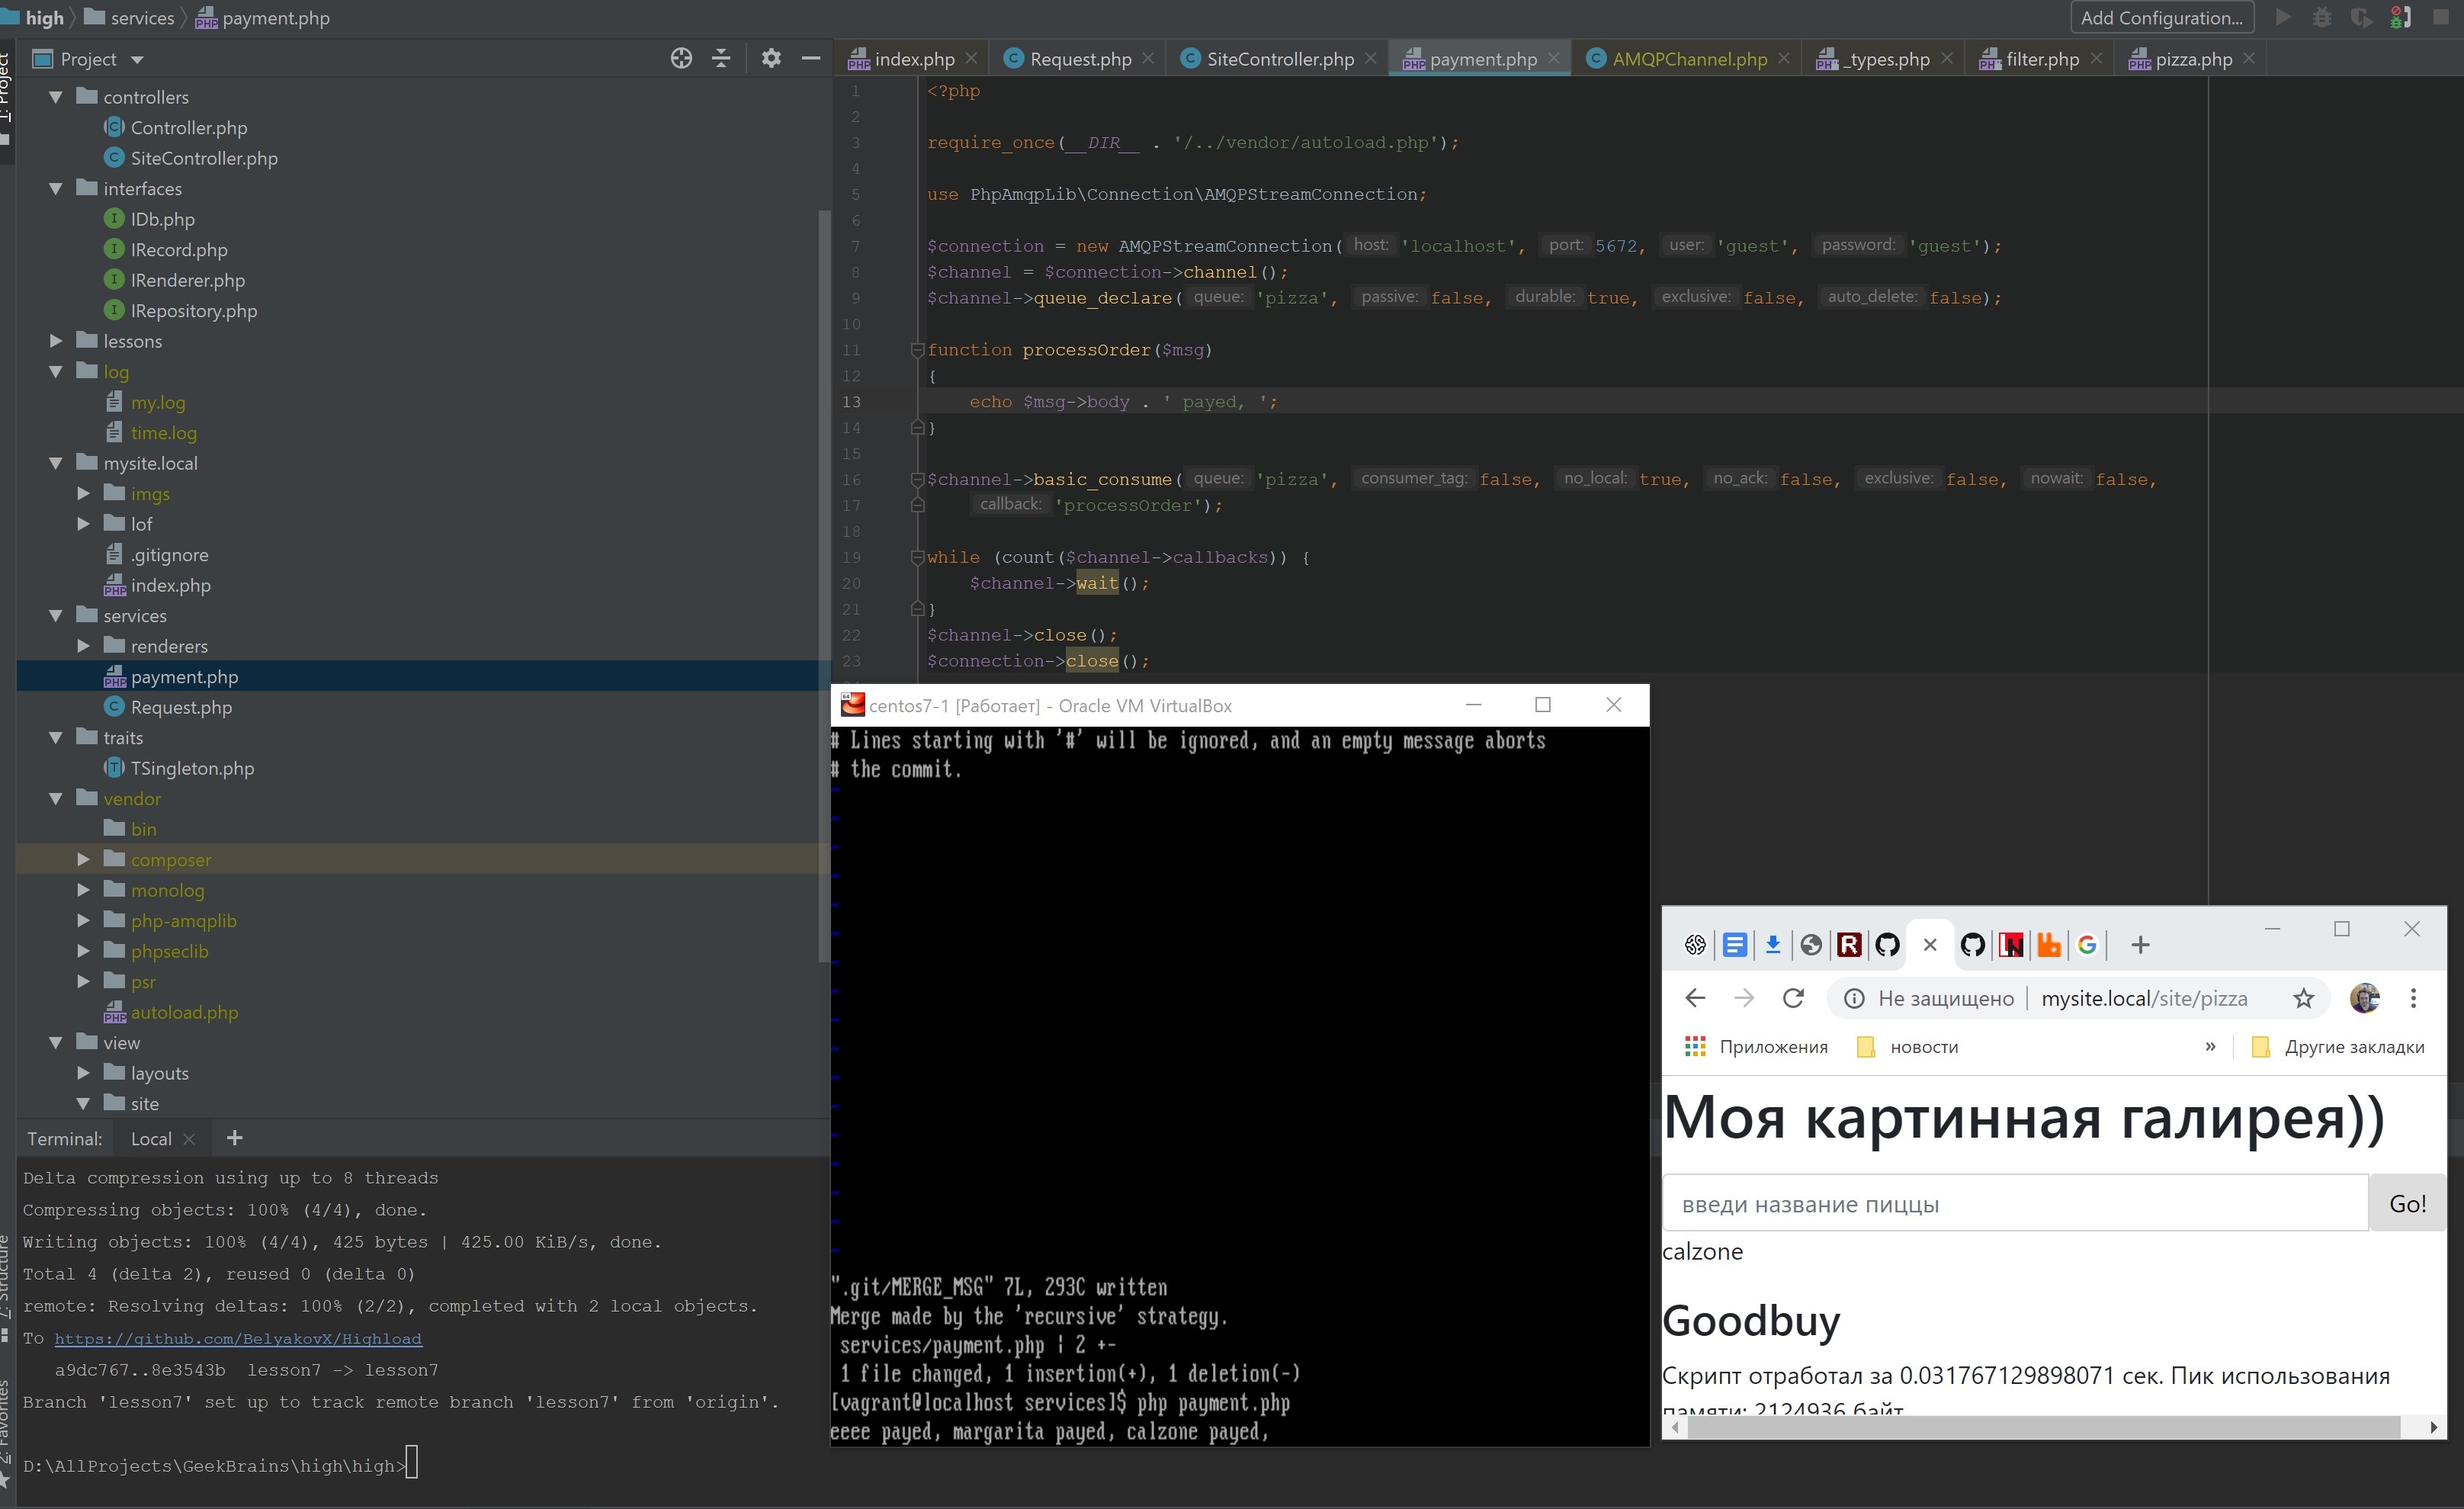 high
services
payment.php
Add Configuration...
1: Project
Project
index.php
Request.php
SiteController.php
payment.php
AMQPChannel.php
_types.php
filter.php
pizza.php
controllers
Controller.php
SiteController.php
interfaces
IDb.php
IRecord.php
IRenderer.php
IRepository.php
lessons
log
my.log
time.log
mysite.local
imgs
lof
.gitignore
index.php
services
renderers
payment.php
Request.php
traits
TSingleton.php
vendor
bin
composer
monolog
php-amqplib
phpseclib
psr
autoload.php
view
layouts
site
1 <?php
2
3 require_once(__DIR__ . '/../vendor/autoload.php');
4
5 use PhpAmqpLib\Connection\AMQPStreamConnection;
6
7 $connection = new AMQPStreamConnection( host: 'localhost', port: 5672, user: 'guest', password: 'guest');
8 $channel = $connection->channel();
9 $channel->queue_declare( queue: 'pizza', passive: false, durable: true, exclusive: false, auto_delete: false);
10
11 function processOrder($msg)
12 {
13 echo $msg->body . ' payed, ';
14 }
15
16 $channel->basic_consume( queue: 'pizza', consumer_tag: false, no_local: true, no_ack: false, exclusive: false, nowait: false,
17 callback: 'processOrder');
18
19 while (count($channel->callbacks)) {
20 $channel->wait();
21 }
22 $channel->close();
23 $connection->close();
centos7-1 [Работает] - Oracle VM VirtualBox
# Lines starting with '#' will be ignored, and an empty message aborts
# the commit.
".git/MERGE_MSG" 7L, 293C written
Merge made by the 'recursive' strategy.
services/payment.php | 2 +-
1 file changed, 1 insertion(+), 1 deletion(-)
[vagrant@localhost services]$ php payment.php
eeee payed, margarita payed, calzone payed,
Не защищено
mysite.local/site/pizza
Приложения
новости
»
Другие закладки
Моя картинная галирея))
введи название пиццы
Go!
calzone
Goodbuy
Скрипт отработал за 0.031767129898071 сек. Пик использования
памяти: 2124936 байт
7: Structure
2: Favorites
Terminal:
Local
Delta compression using up to 8 threads
Compressing objects: 100% (4/4), done.
Writing objects: 100% (4/4), 425 bytes | 425.00 KiB/s, done.
Total 4 (delta 2), reused 0 (delta 0)
remote: Resolving deltas: 100% (2/2), completed with 2 local objects.
To https://github.com/BelyakovX/Highload
a9dc767..8e3543b lesson7 -> lesson7
Branch 'lesson7' set up to track remote branch 'lesson7' from 'origin'.
D:\AllProjects\GeekBrains\high\high>